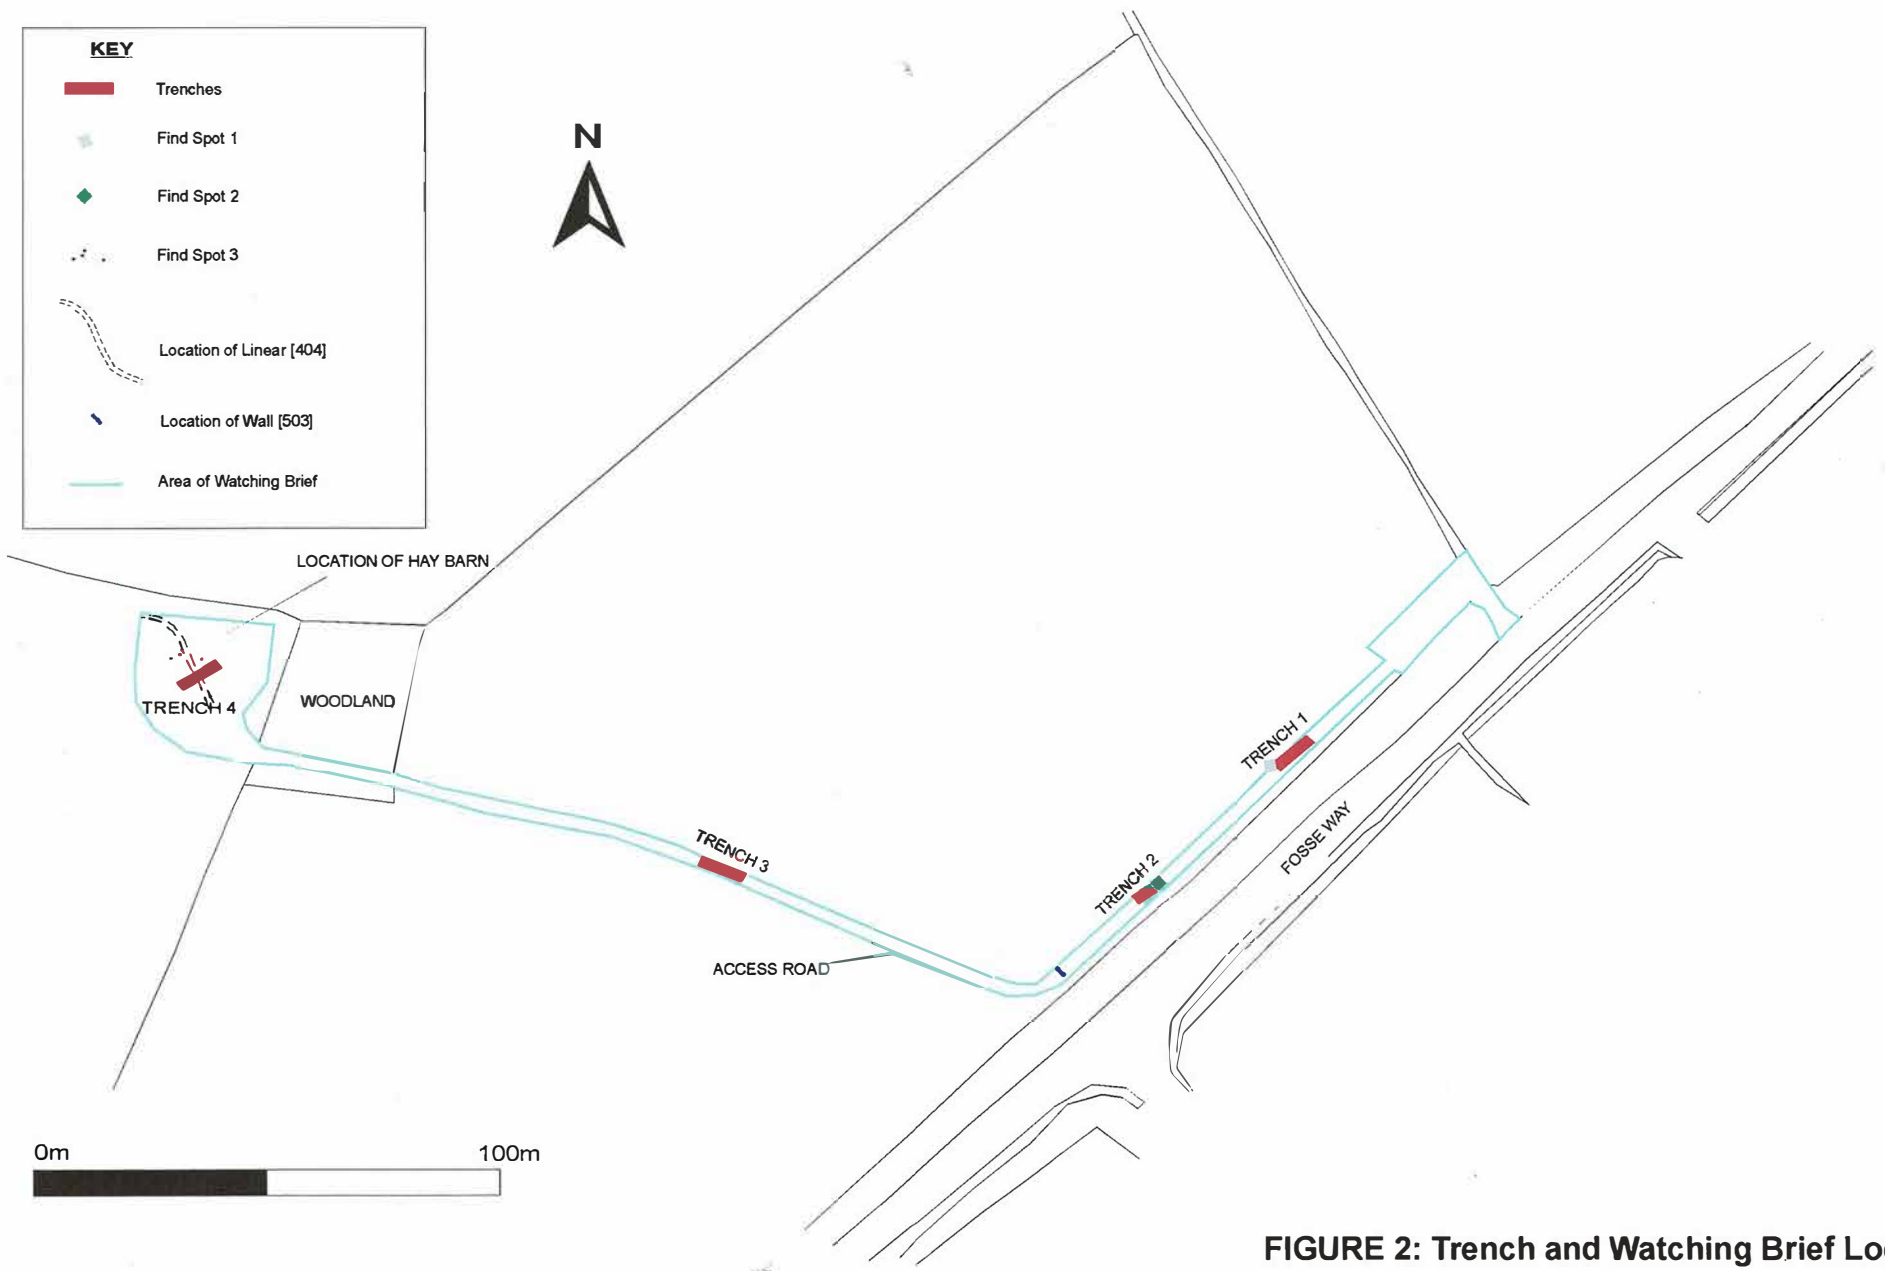 KEY
Trenches
Find Spot 1
Find Spot 2
Find Spot 3
Location of Linear [404]
Location of Wall [503]
Area of Watching Brief
N
LOCATION OF HAY BARN
WOODLAND
TRENCH 4
TRENCH 1
TRENCH 3
TRENCH 2
FOSSE WAY
ACCESS ROAD
0m 100m
FIGURE 2: Trench and Watching Brief Lo